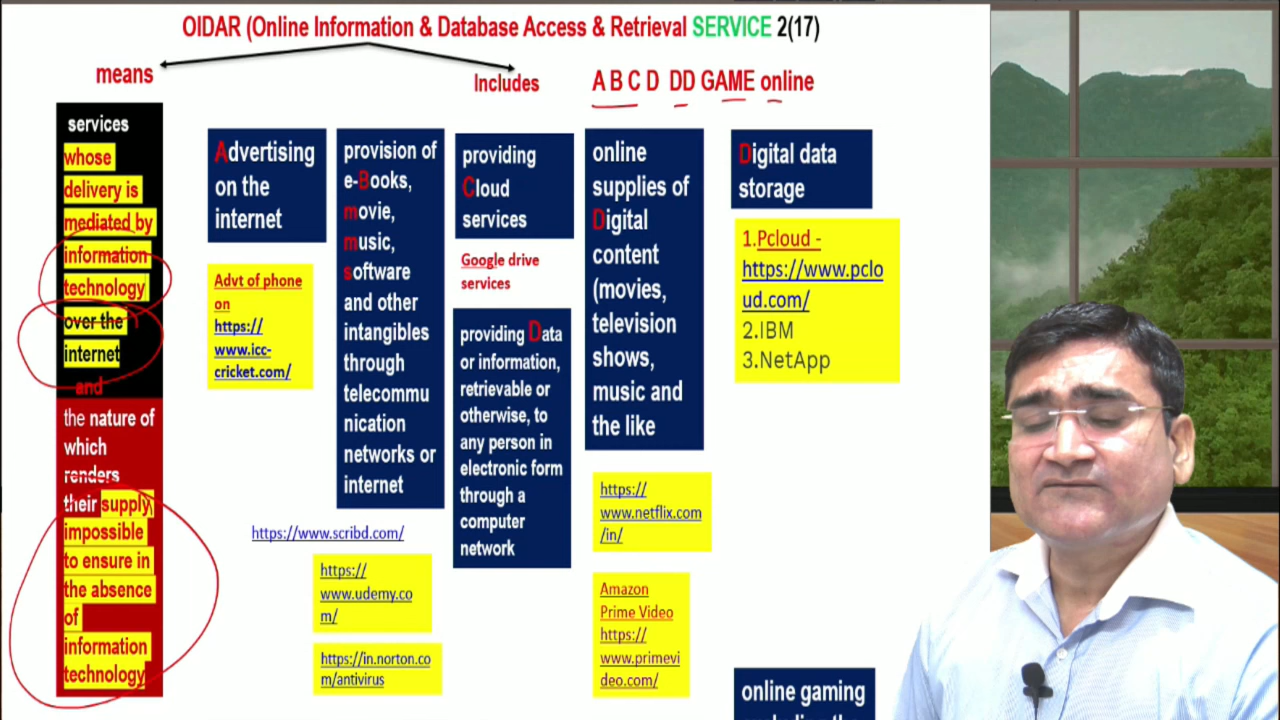 OIDAR (Online Information & Database Access & Retrieval SERVICE 2(17)
means
Includes
A B C D DD GAME online
services
whose
delivery is
mediated by
information
technology
over the
internet
and
the nature of
which
renders
their supply
impossible
to ensure in
the absence
of
information
technology
Advertising
on the
internet
Advt of phone
on
https://
www.icc-
cricket.com/
provision of
e-Books,
movie,
music,
software
and other
intangibles
through
telecommu
nication
networks or
internet
https://www.scribd.com/
https://
www.udemy.co
m/
https://in.norton.co
m/antivirus
providing
Cloud
services
Google drive
services
providing Data
or information,
retrievable or
otherwise, to
any person in
electronic form
through a
computer
network
online
supplies of
Digital
content
(movies,
television
shows,
music and
the like
https://
www.netflix.com
/in/
Amazon
Prime Video
https://
www.primevi
deo.com/
Digital data
storage
1.Pcloud -
https://www.pclo
ud.com/
2.IBM
3.NetApp
online gaming